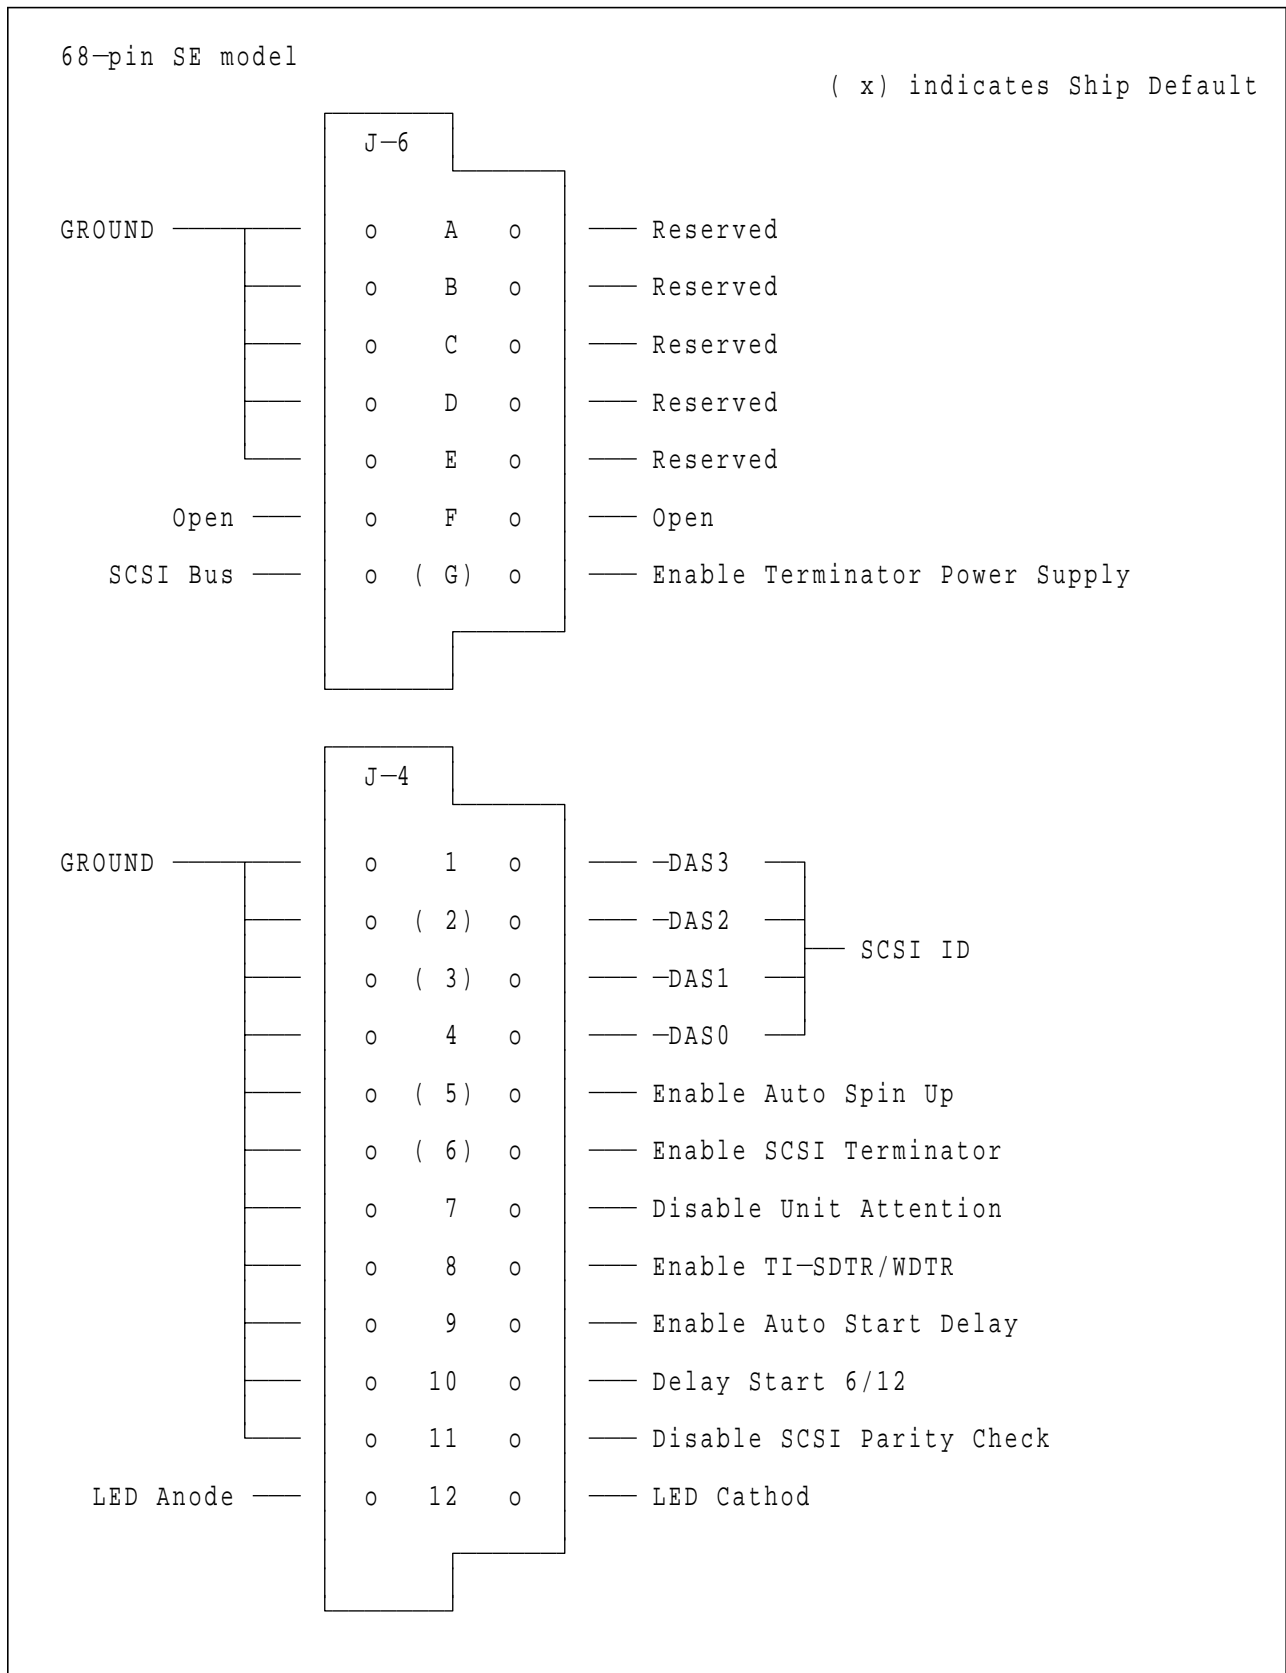 68—pin SE model
( x) indicates Ship Default
J—6
GROUND o A o Reserved
o B o Reserved
o C o Reserved
o D o Reserved
o E o Reserved
Open o F o Open
SCSI Bus o ( G) o Enable Terminator Power Supply
J—4
GROUND o 1 o —DAS3
o ( 2) o —DAS2
SCSI ID
o ( 3) o —DAS1
o 4 o —DAS0
o ( 5) o Enable Auto Spin Up
o ( 6) o Enable SCSI Terminator
o 7 o Disable Unit Attention
o 8 o Enable TI—SDTR/WDTR
o 9 o Enable Auto Start Delay
o 10 o Delay Start 6/12
o 11 o Disable SCSI Parity Check
LED Anode o 12 o LED Cathod